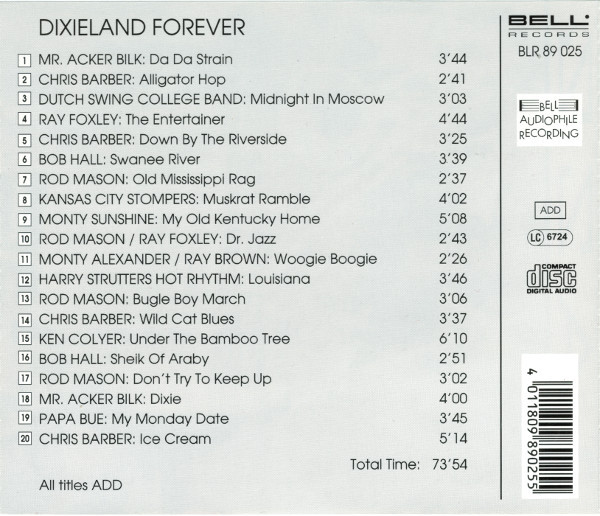 DIXIELAND FOREVER
1 MR. ACKER BILK: Da Da Strain 3'44
2 CHRIS BARBER: Alligator Hop 2'41
3 DUTCH SWING COLLEGE BAND: Midnight In Moscow 3'03
4 RAY FOXLEY: The Entertainer 4'44
5 CHRIS BARBER: Down By The Riverside 3'25
6 BOB HALL: Swanee River 3'39
7 ROD MASON: Old Mississippi Rag 2'37
8 KANSAS CITY STOMPERS: Muskrat Ramble 4'02
9 MONTY SUNSHINE: My Old Kentucky Home 5'08
10 ROD MASON / RAY FOXLEY: Dr. Jazz 2'43
11 MONTY ALEXANDER / RAY BROWN: Woogie Boogie 2'26
12 HARRY STRUTTERS HOT RHYTHM: Louisiana 3'46
13 ROD MASON: Bugle Boy March 3'06
14 CHRIS BARBER: Wild Cat Blues 3'37
15 KEN COLYER: Under The Bamboo Tree 6'10
16 BOB HALL: Sheik Of Araby 2'51
17 ROD MASON: Don't Try To Keep Up 3'02
18 MR. ACKER BILK: Dixie 4'00
19 PAPA BUE: My Monday Date 3'45
20 CHRIS BARBER: Ice Cream 5'14
Total Time: 73'54
All titles ADD
BELL
RECORDS
BLR 89 025
BELL
AUDIOPHILE
RECORDING
ADD
LC 6724
COMPACT
disc
DIGITAL AUDIO
4 011809 890255